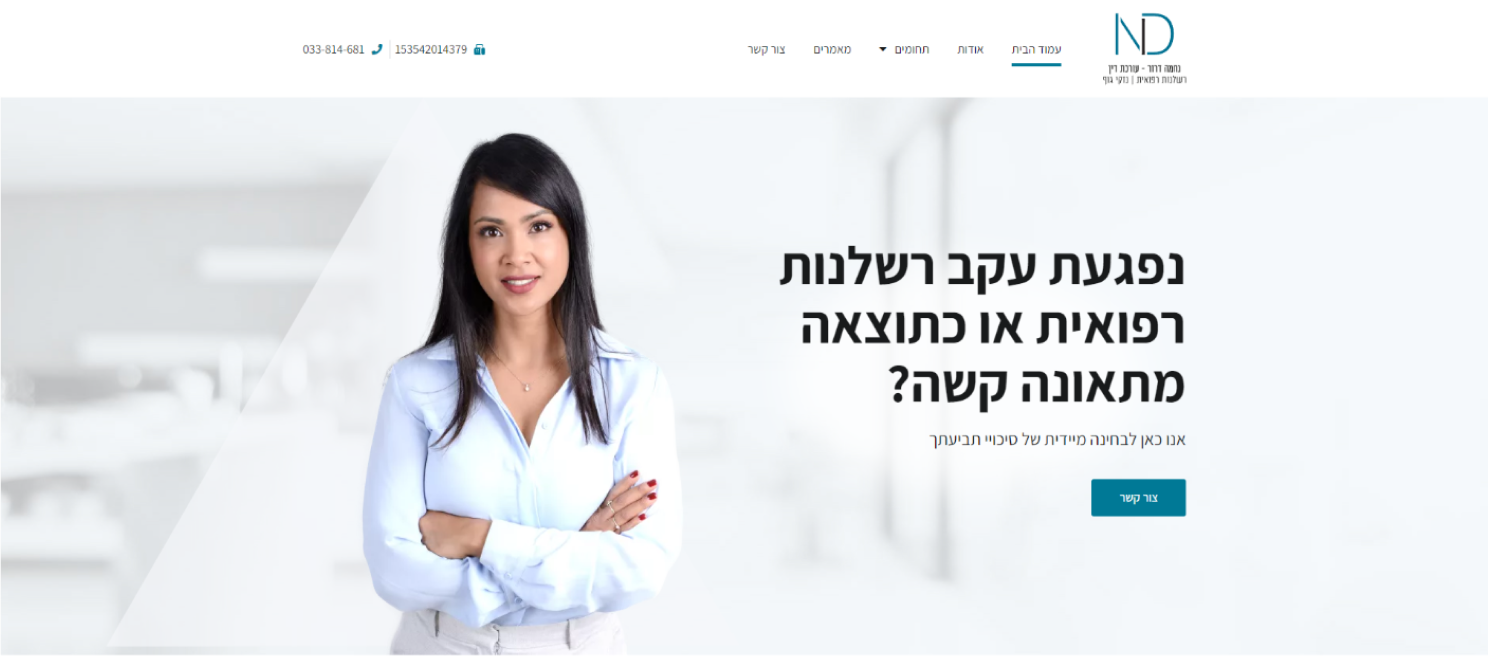 ND
נחמה דרור - עורכת דין
רשלנות רפואית | נזקי גוף
עמוד הבית
אודות
תחומים
מאמרים
צור קשר
153542014379
033-814-681
נפגעת עקב רשלנות
רפואית או כתוצאה
מתאונה קשה?
אנו כאן לבחינה מיידית של סיכויי תביעתך
צור קשר